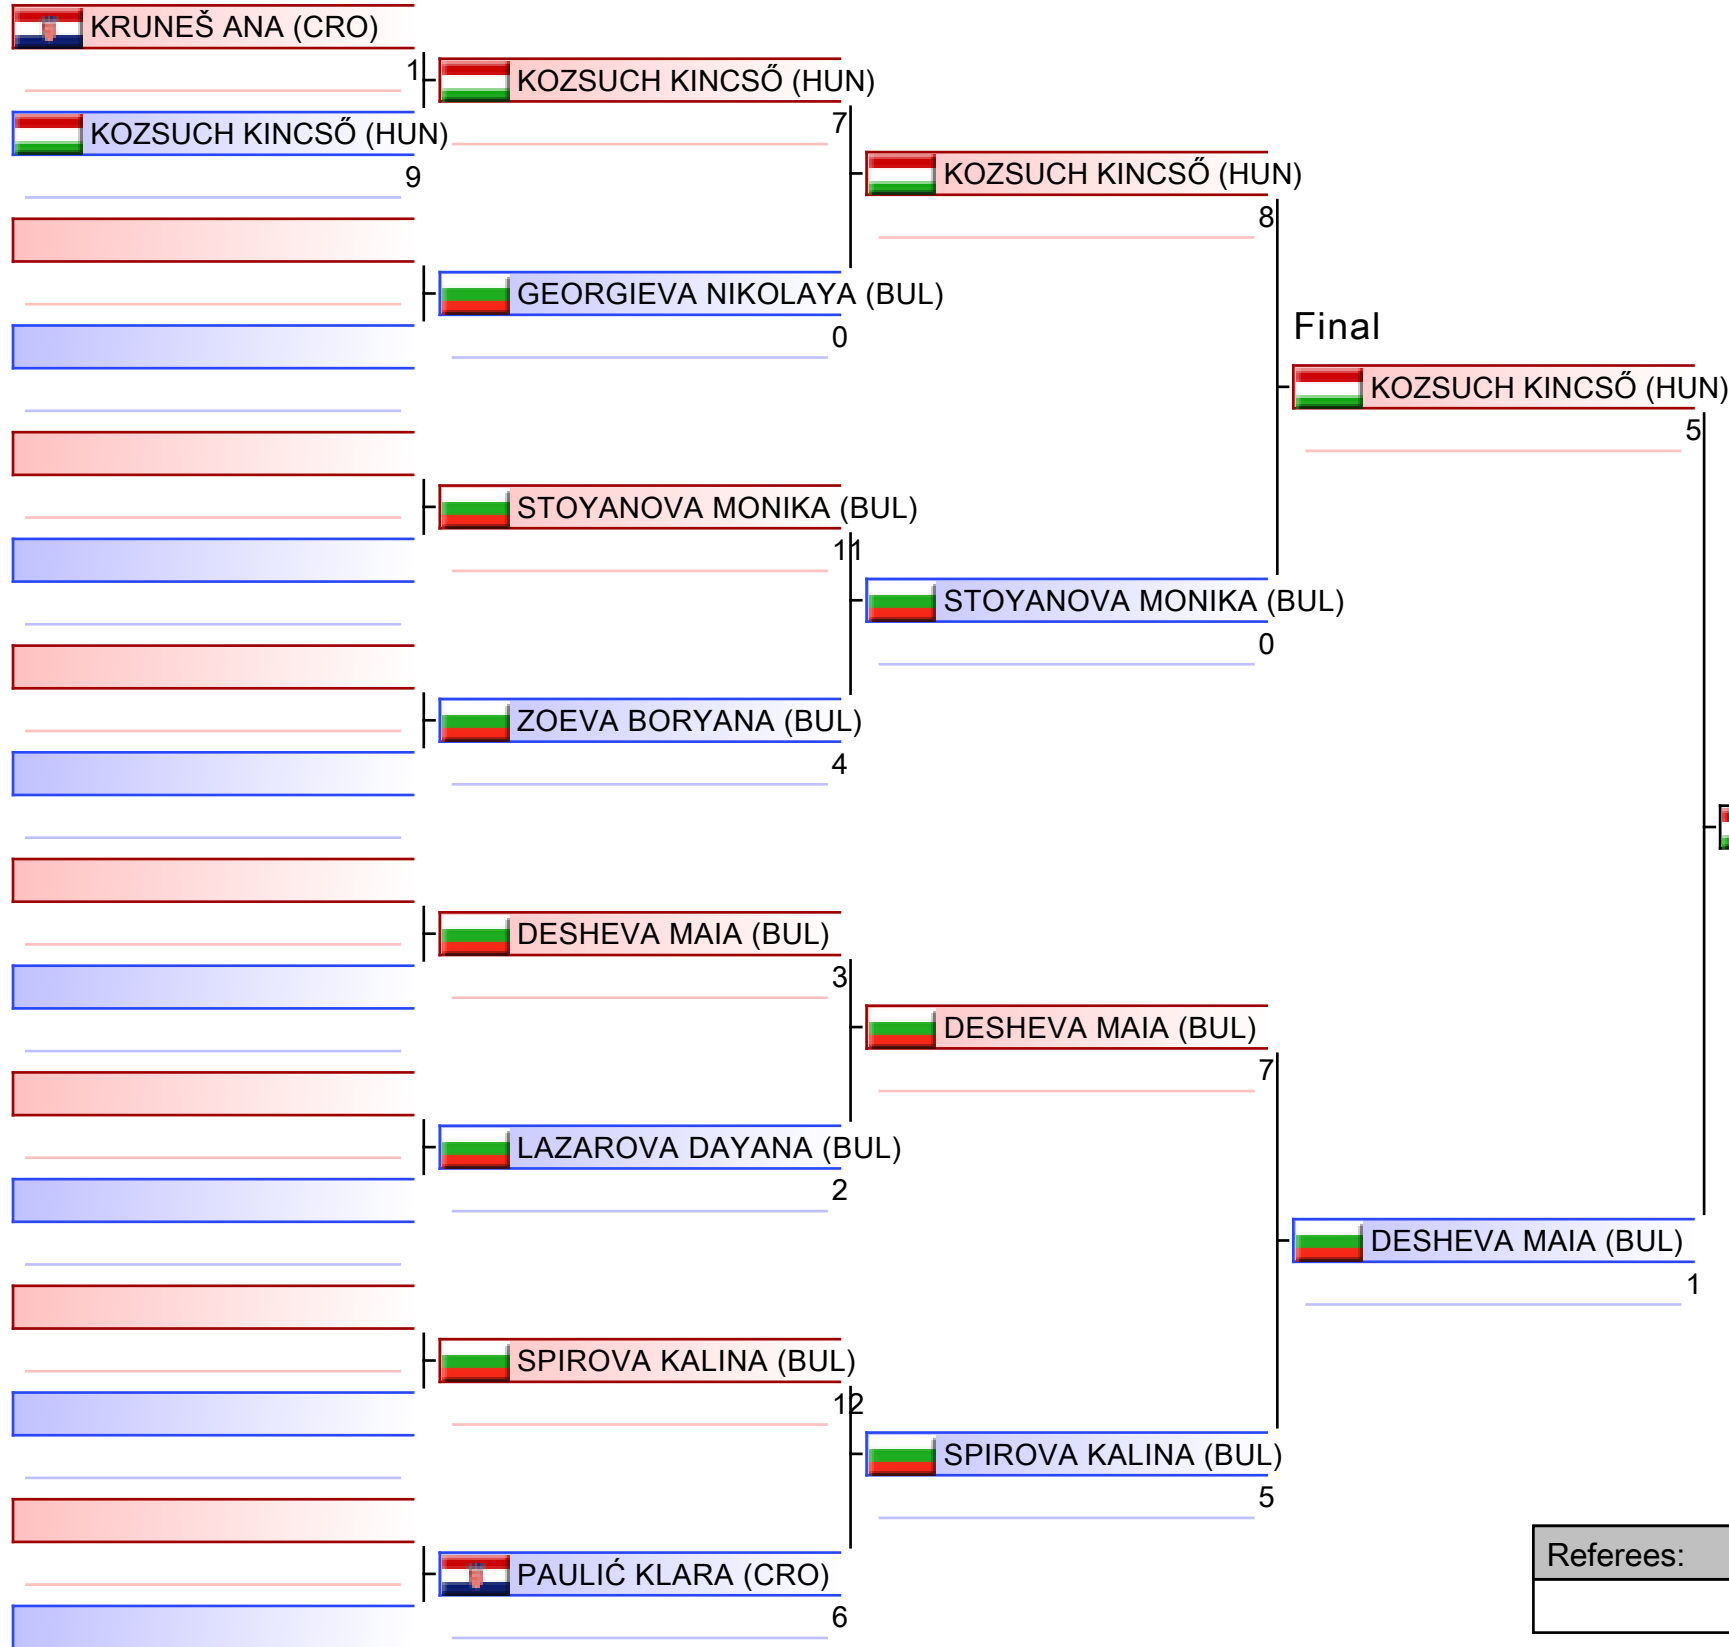 KRUNEŠ ANA (CRO)
1
KOZSUCH KINCSŐ (HUN)
9
KOZSUCH KINCSŐ (HUN)
7
GEORGIEVA NIKOLAYA (BUL)
0
STOYANOVA MONIKA (BUL)
11
ZOEVA BORYANA (BUL)
4
DESHEVA MAIA (BUL)
3
LAZAROVA DAYANA (BUL)
2
SPIROVA KALINA (BUL)
12
PAULIĆ KLARA (CRO)
6
KOZSUCH KINCSŐ (HUN)
8
STOYANOVA MONIKA (BUL)
0
DESHEVA MAIA (BUL)
7
SPIROVA KALINA (BUL)
5
Final
KOZSUCH KINCSŐ (HUN)
5
DESHEVA MAIA (BUL)
1
Referees: